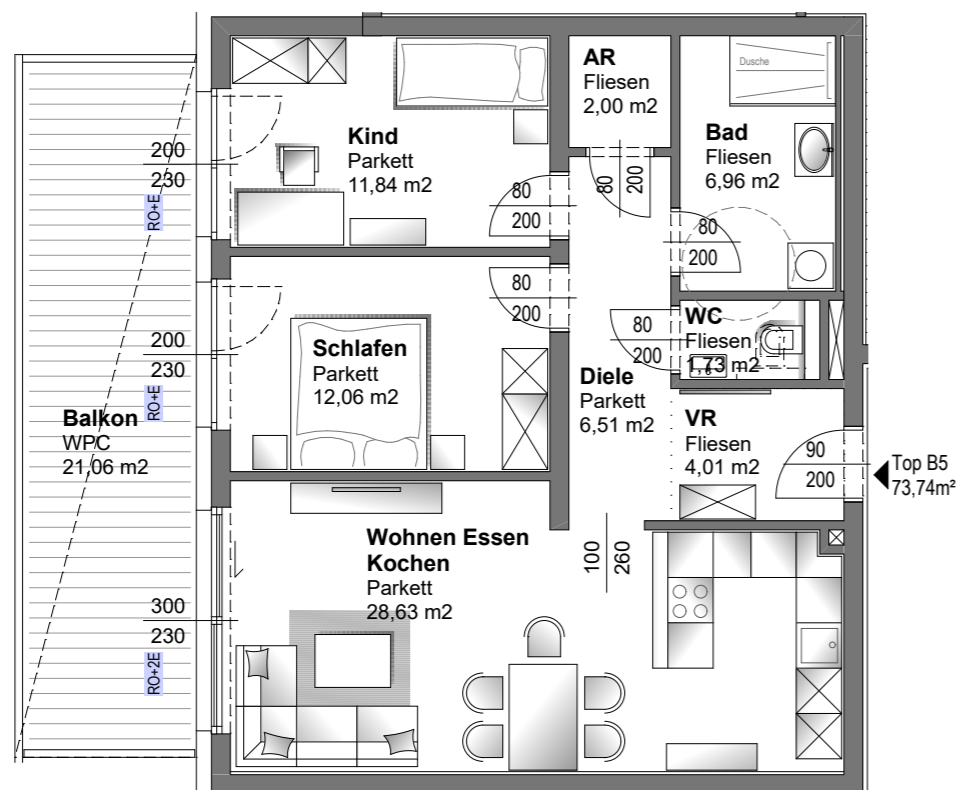 AR
Fliesen
2,00 m2
Dusche
Bad
Fliesen
6,96 m2
Kind
Parkett
11,84 m2
200
230
RO+E
80
200
80
200
80
200
80
200
80
200
WC
Fliesen
1,73 m2
Schlafen
Parkett
12,06 m2
200
230
RO+E
Diele
Parkett
6,51 m2
VR
Fliesen
4,01 m2
90
200
Top B5
73,74m²
Balkon
WPC
21,06 m2
Wohnen Essen
Kochen
Parkett
28,63 m2
100
260
300
230
RO+2E